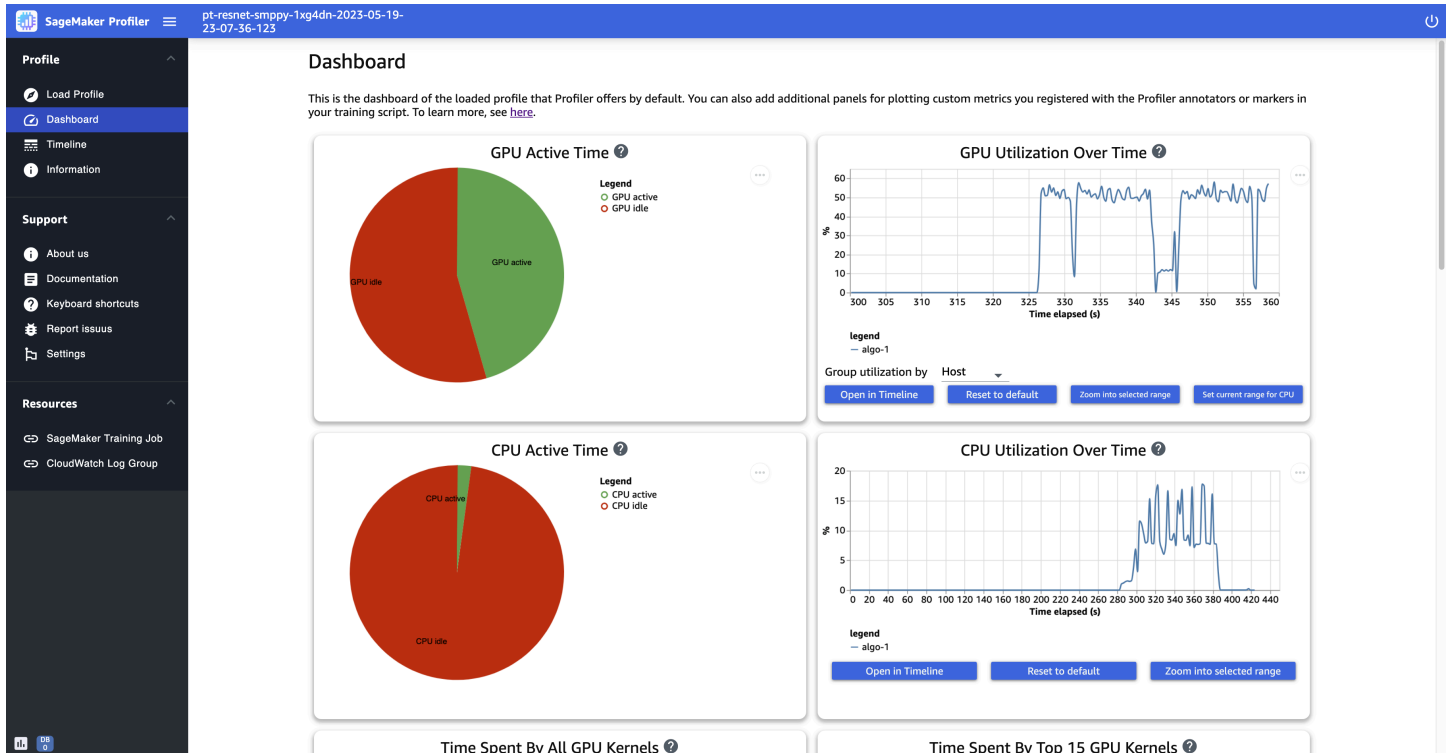 SageMaker Profiler
pt-resnet-smppy-1xg4dn-2023-05-19-
23-07-36-123
Profile
Load Profile
Dashboard
Timeline
Information
Support
About us
Documentation
Keyboard shortcuts
Report issuus
Settings
Resources
SageMaker Training Job
CloudWatch Log Group
DB
0
Dashboard
This is the dashboard of the loaded profile that Profiler offers by default. You can also add additional panels for plotting custom metrics you registered with the Profiler annotators or markers in
your training script. To learn more, see here.
GPU Active Time ?
Legend
GPU active
GPU idle
GPU active
GPU idle
GPU Utilization Over Time ?
60
50
40
30
20
10
0
%
300 305 310 315 320 325 330 335 340 345 350 355 360
Time elapsed (s)
legend
algo-1
Group utilization by Host
Open in Timeline Reset to default Zoom into selected range Set current range for CPU
CPU Active Time ?
Legend
CPU active
CPU idle
CPU active
CPU idle
CPU Utilization Over Time ?
20
15
10
5
0
%
0 20 40 60 80 100 120 140 160 180 200 220 240 260 280 300 320 340 360 380 400 420 440
Time elapsed (s)
legend
algo-1
Open in Timeline Reset to default Zoom into selected range
Time Spent By All GPU Kernels ?
Time Spent By Top 15 GPU Kernels ?